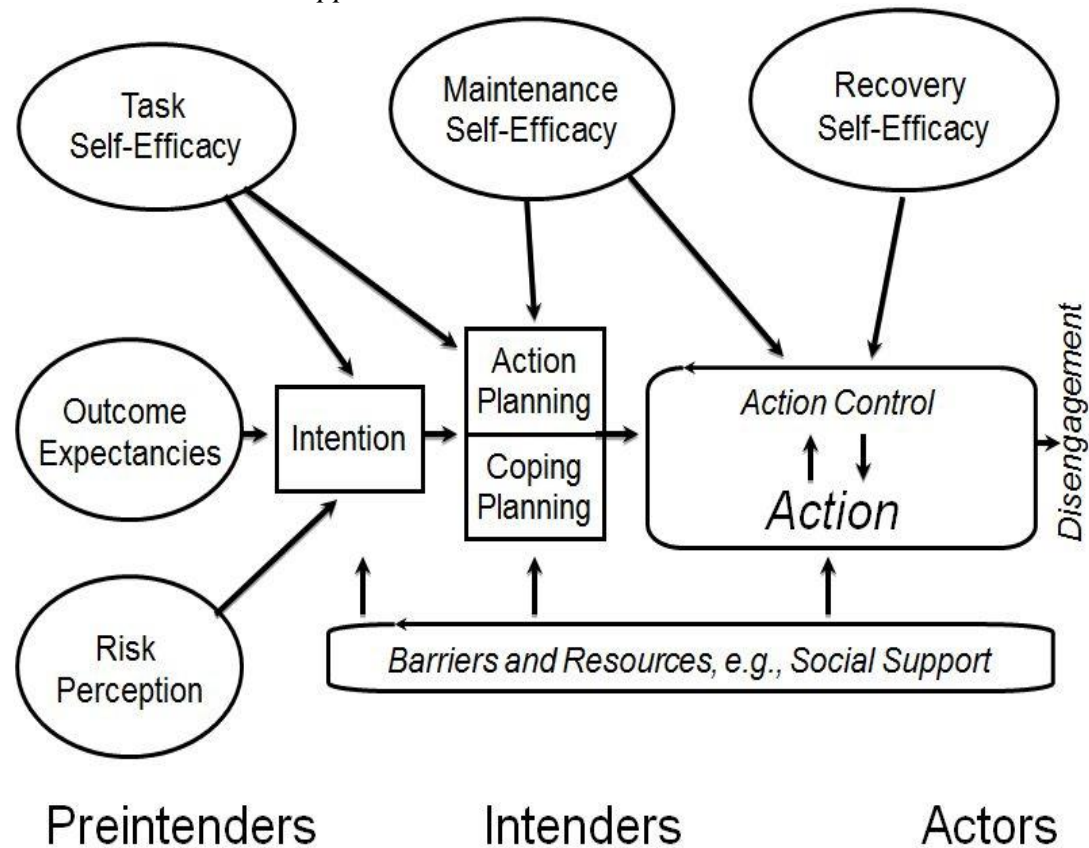 Task
Self-Efficacy
Maintenance
Self-Efficacy
Recovery
Self-Efficacy
Outcome
Expectancies
Intention
Action
Planning
Coping
Planning
Action Control
Action
Disengagement
Risk
Perception
Barriers and Resources, e.g., Social Support
Preintenders
Intenders
Actors